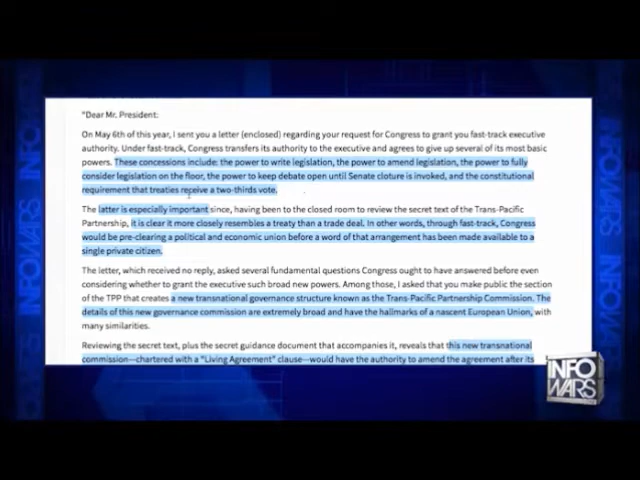 "Dear Mr. President:
On May 6th of this year, I sent you a letter (enclosed) regarding your request for Congress to grant you fast-track executive
authority. Under fast-track, Congress transfers its authority to the executive and agrees to give up several of its most basic
powers. These concessions include: the power to write legislation, the power to amend legislation, the power to fully
consider legislation on the floor, the power to keep debate open until Senate cloture is invoked, and the constitutional
requirement that treaties receive a two-thirds vote.
The latter is especially important since, having been to the closed room to review the secret text of the Trans-Pacific
Partnership, it is clear it more closely resembles a treaty than a trade deal. In other words, through fast-track, Congress
would be pre-clearing a political and economic union before a word of that arrangement has been made available to a
single private citizen.
The letter, which received no reply, asked several fundamental questions Congress ought to have answered before even
considering whether to grant the executive such broad new powers. Among those, I asked that you make public the section
of the TPP that creates a new transnational governance structure known as the Trans-Pacific Partnership Commission. The
details of this new governance commission are extremely broad and have the hallmarks of a nascent European Union, with
many similarities.
Reviewing the secret text, plus the secret guidance document that accompanies it, reveals that this new transnational
commission—chartered with a "Living Agreement" clause—would have the authority to amend the agreement after its
INFO
WARS
INFOWARS